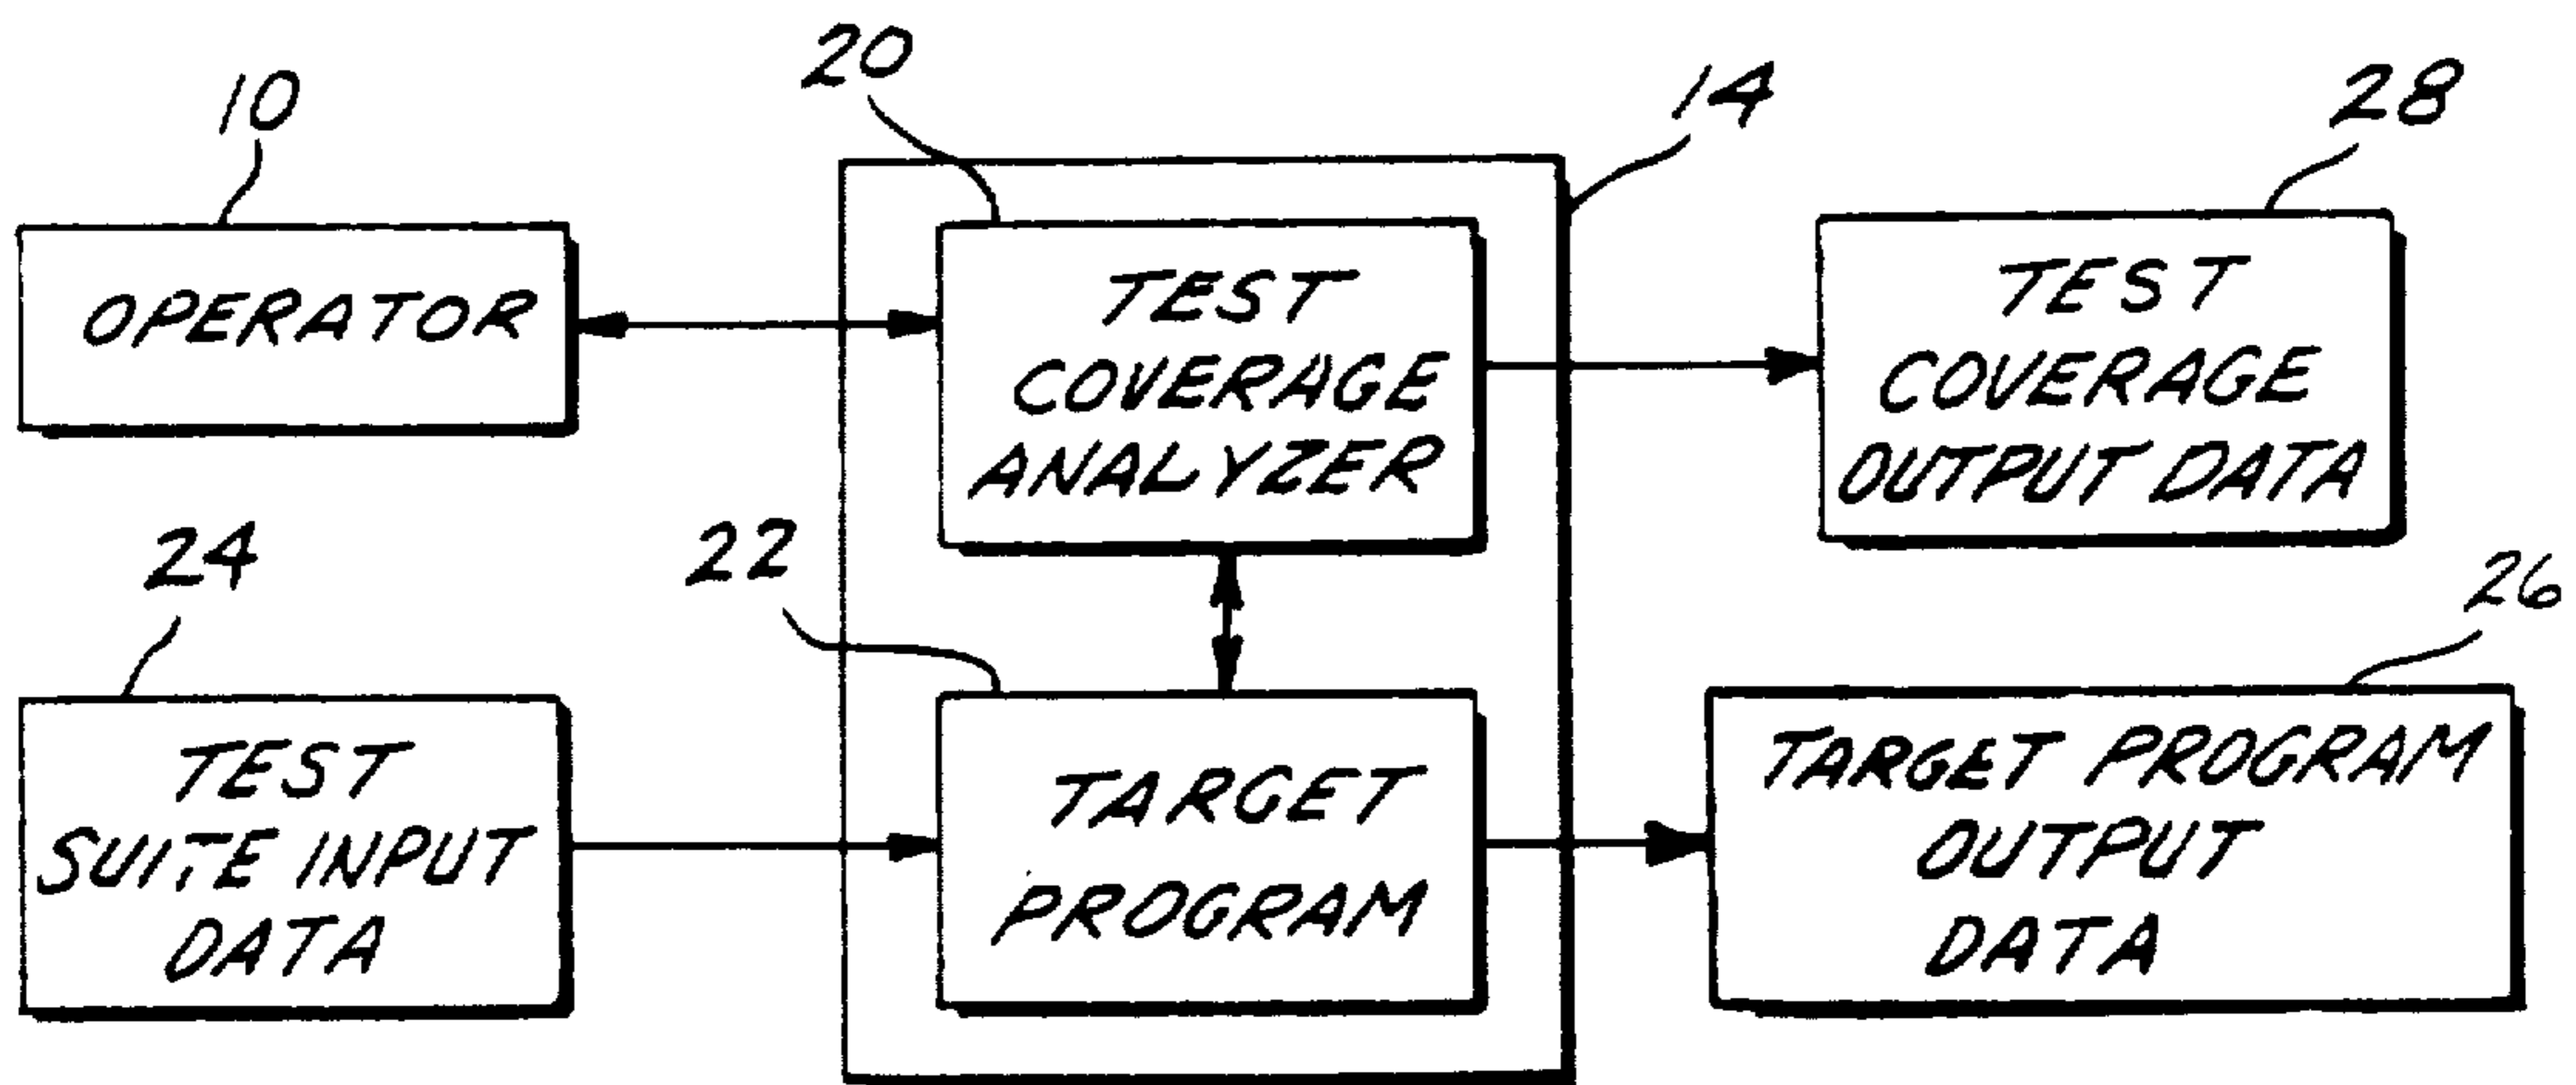 10
OPERATOR
20
TEST
COVERAGE
ANALYZER
14
28
TEST
COVERAGE
OUTPUT DATA
24
TEST
SUITE INPUT
DATA
22
TARGET
PROGRAM
26
TARGET PROGRAM
OUTPUT
DATA